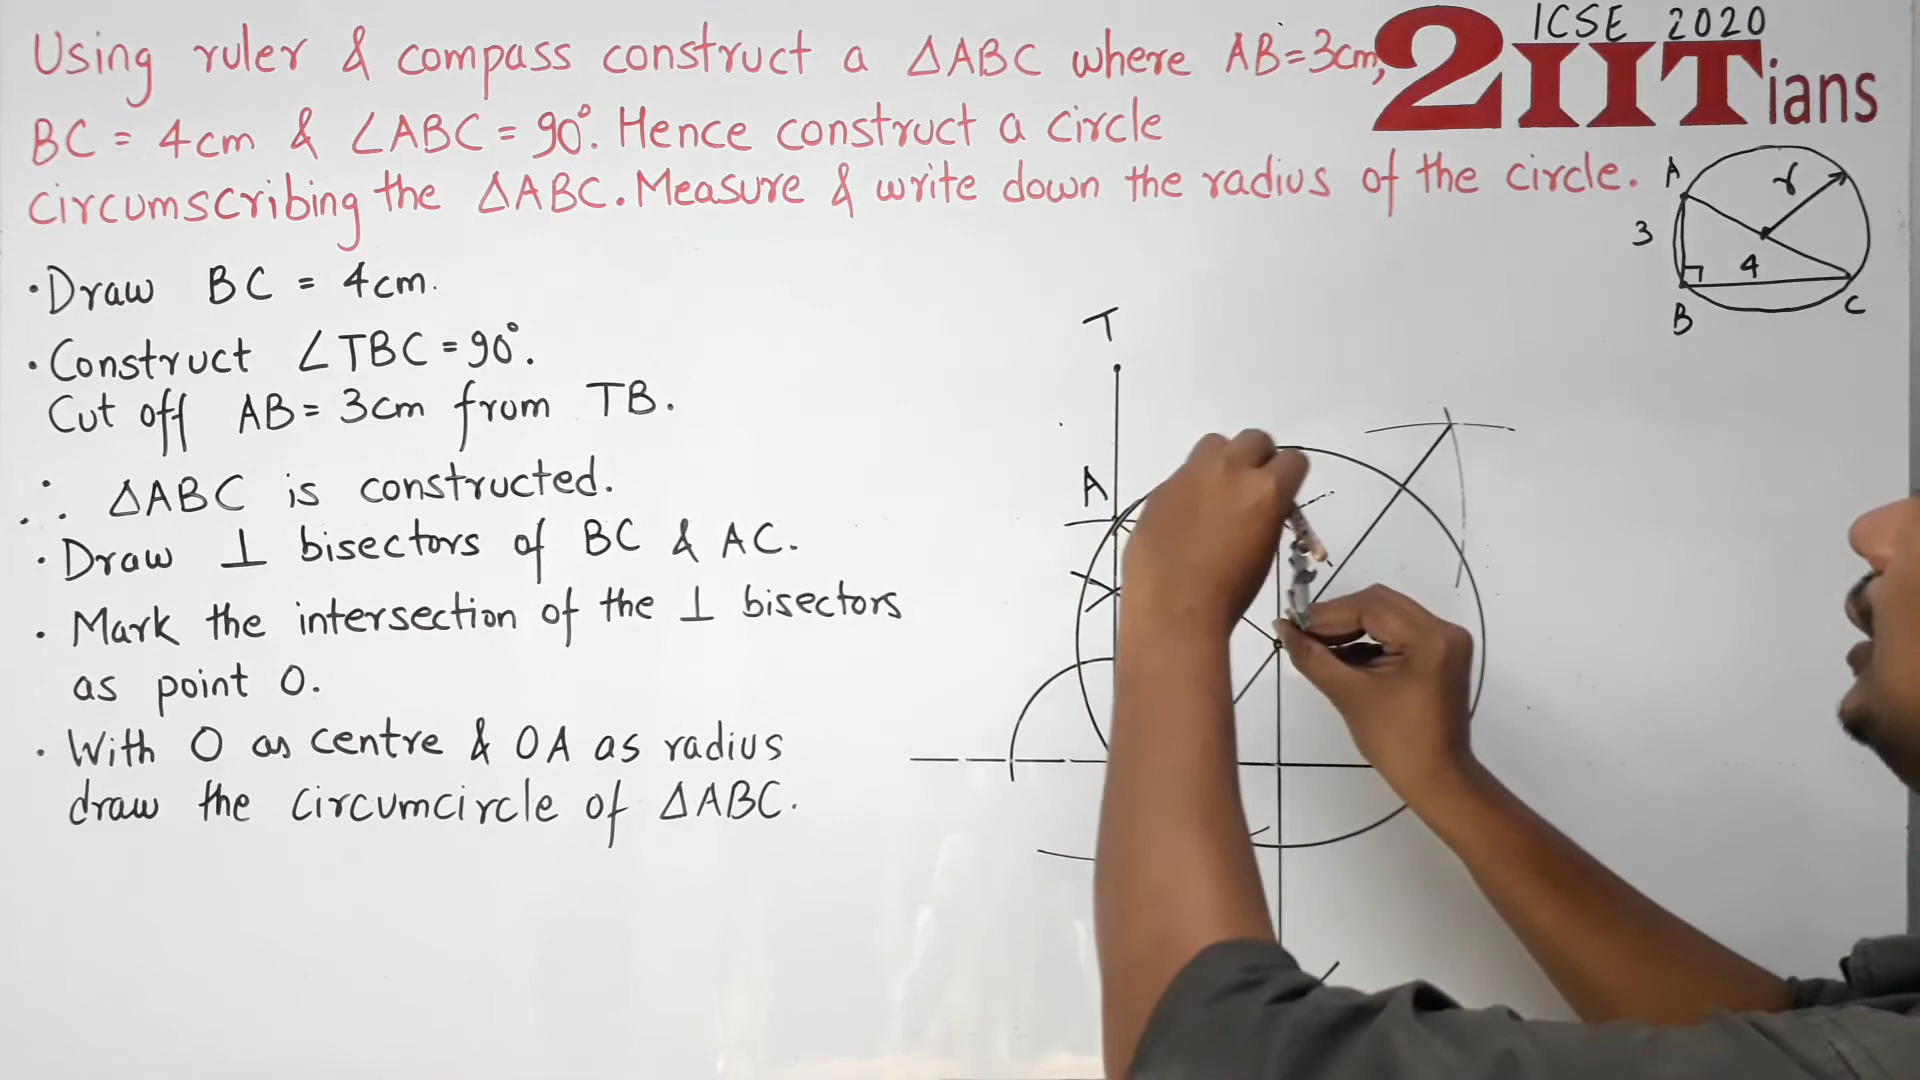 Using ruler & compass construct a ΔABC where AB=3cm,
BC = 4cm & ∠ABC = 90°. Hence construct a circle
circumscribing the ΔABC. Measure & write down the radius of the circle.
ICSE 2020
2IITians
A
r
3
4
B
C
• Draw BC = 4cm.
• Construct ∠TBC = 90°.
Cut off AB = 3cm from TB.
∴ ΔABC is constructed.
• Draw ⊥ bisectors of BC & AC.
• Mark the intersection of the ⊥ bisectors
as point O.
• With O as centre & OA as radius
draw the circumcircle of ΔABC.
T
A